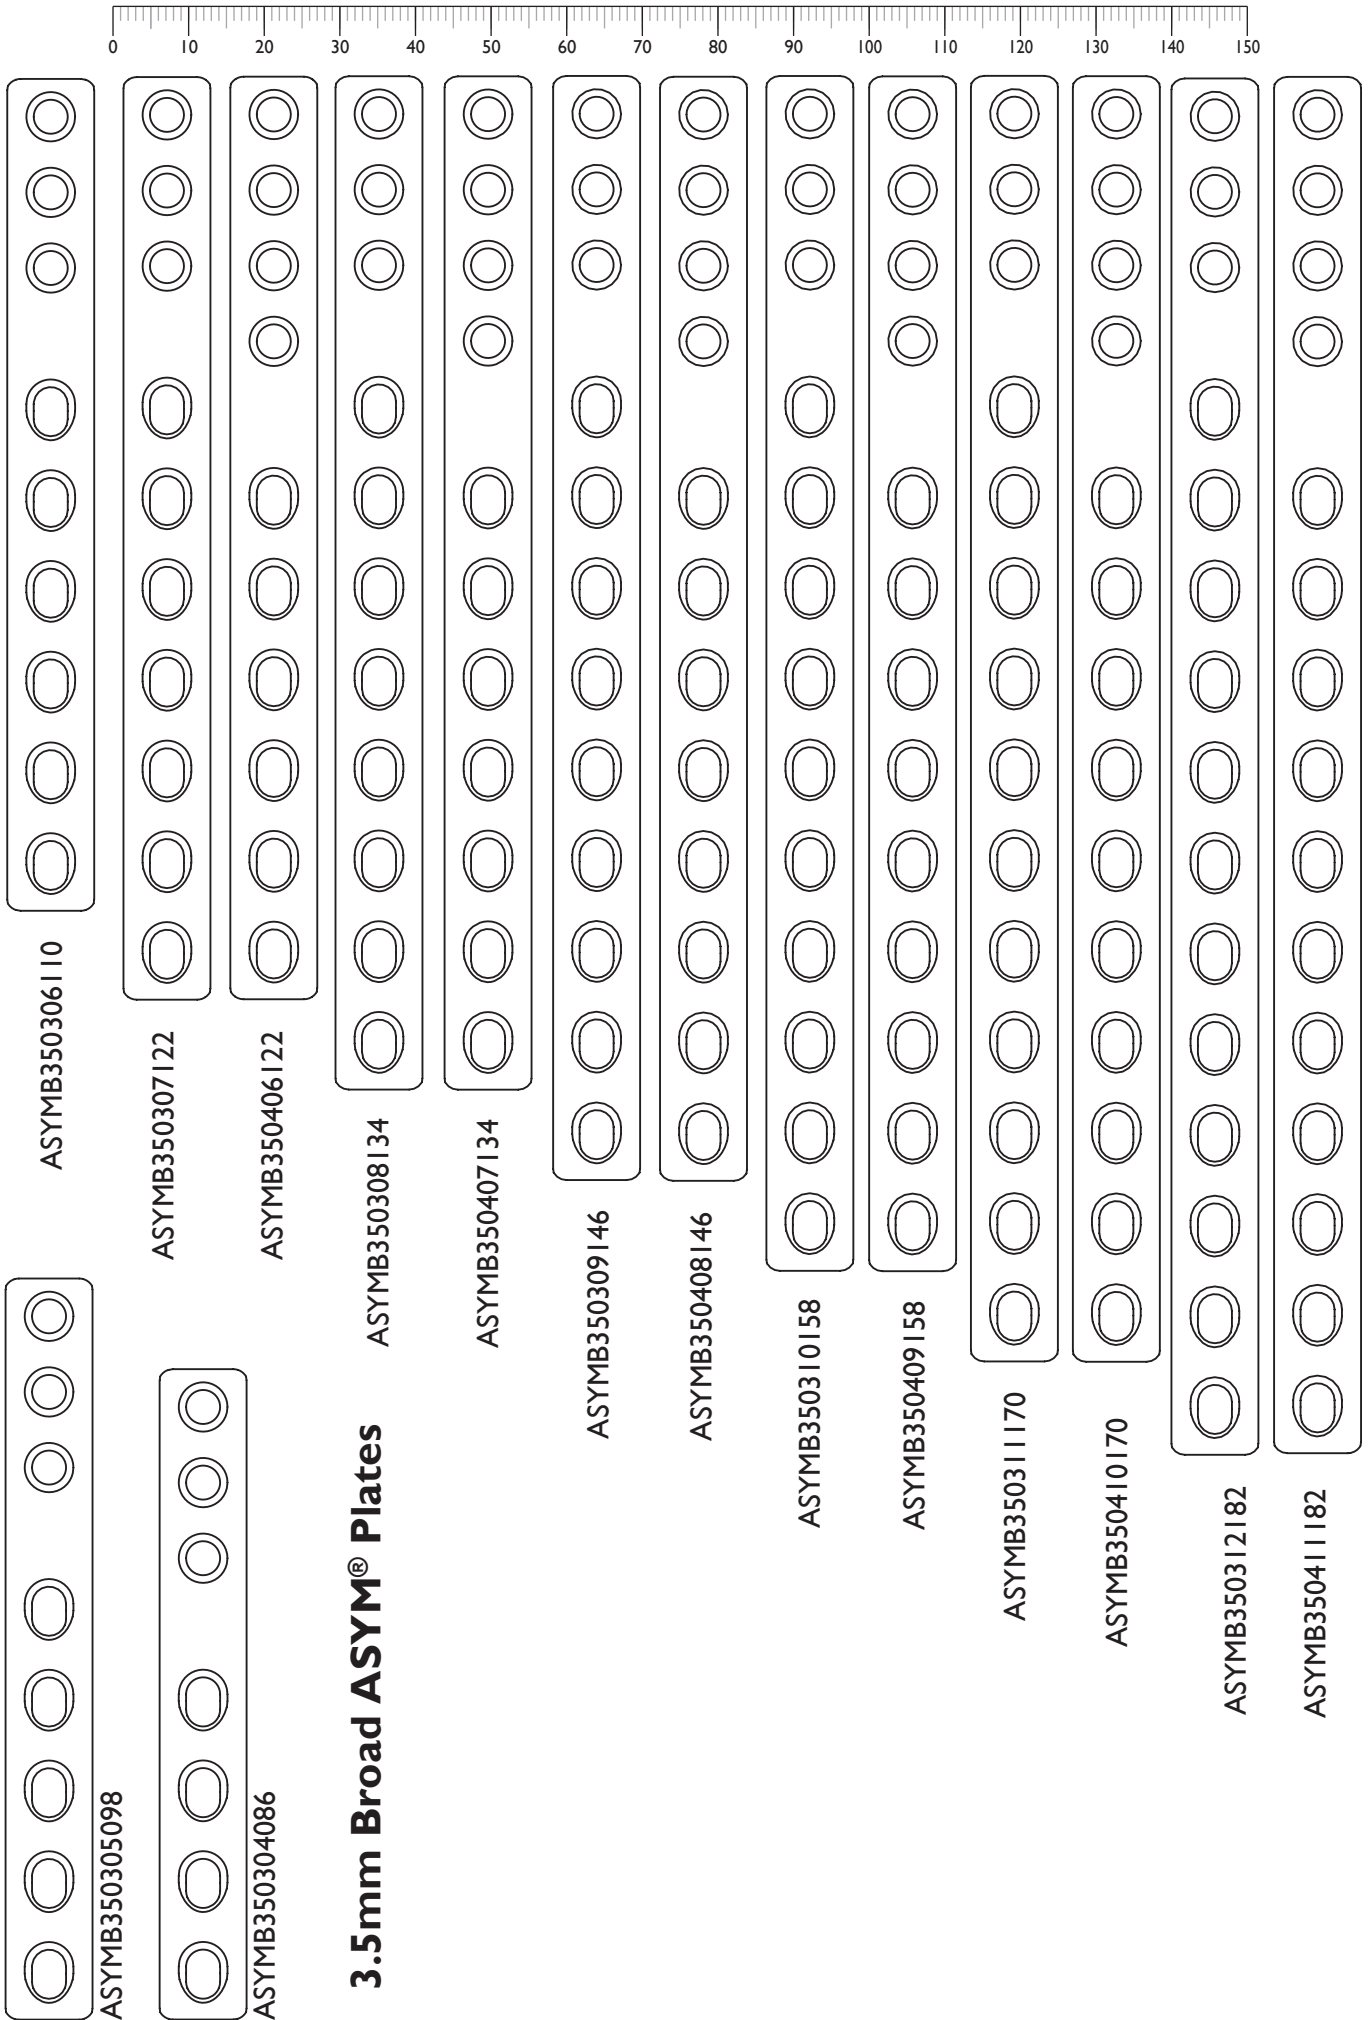 0 10 20 30 40 50 60 70 80 90 100 110 120 130 140 150
ASYMB350306110
ASYMB350307122
ASYMB350406122
ASYMB350308134
ASYMB350407134
ASYMB350309146
ASYMB350408146
ASYMB350310158
ASYMB350409158
ASYMB350311170
ASYMB350410170
ASYMB350312182
ASYMB350411182
ASYMB350305098
ASYMB350304086
3.5mm Broad ASYM® Plates